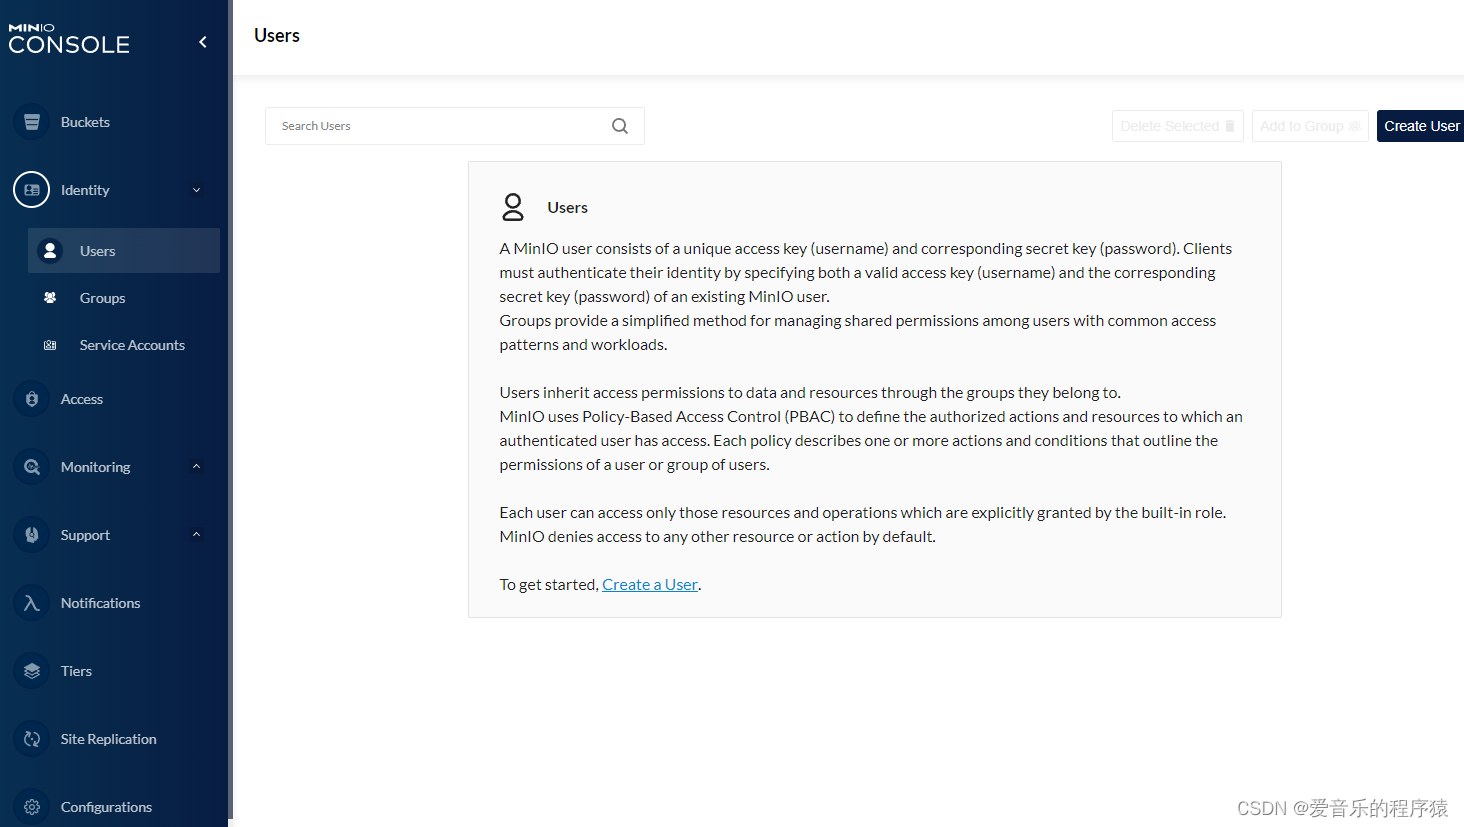 MINIO
CONSOLE
Users
Buckets
Identity
Users
Groups
Service Accounts
Access
Monitoring
Support
Notifications
Tiers
Site Replication
Configurations
Search Users
Delete Selected
Add to Group
Create User
Users
A MinIO user consists of a unique access key (username) and corresponding secret key (password). Clients
must authenticate their identity by specifying both a valid access key (username) and the corresponding
secret key (password) of an existing MinIO user.
Groups provide a simplified method for managing shared permissions among users with common access
patterns and workloads.
Users inherit access permissions to data and resources through the groups they belong to.
MinIO uses Policy-Based Access Control (PBAC) to define the authorized actions and resources to which an
authenticated user has access. Each policy describes one or more actions and conditions that outline the
permissions of a user or group of users.
Each user can access only those resources and operations which are explicitly granted by the built-in role.
MinIO denies access to any other resource or action by default.
To get started, Create a User.
CSDN @爱音乐的程序猿